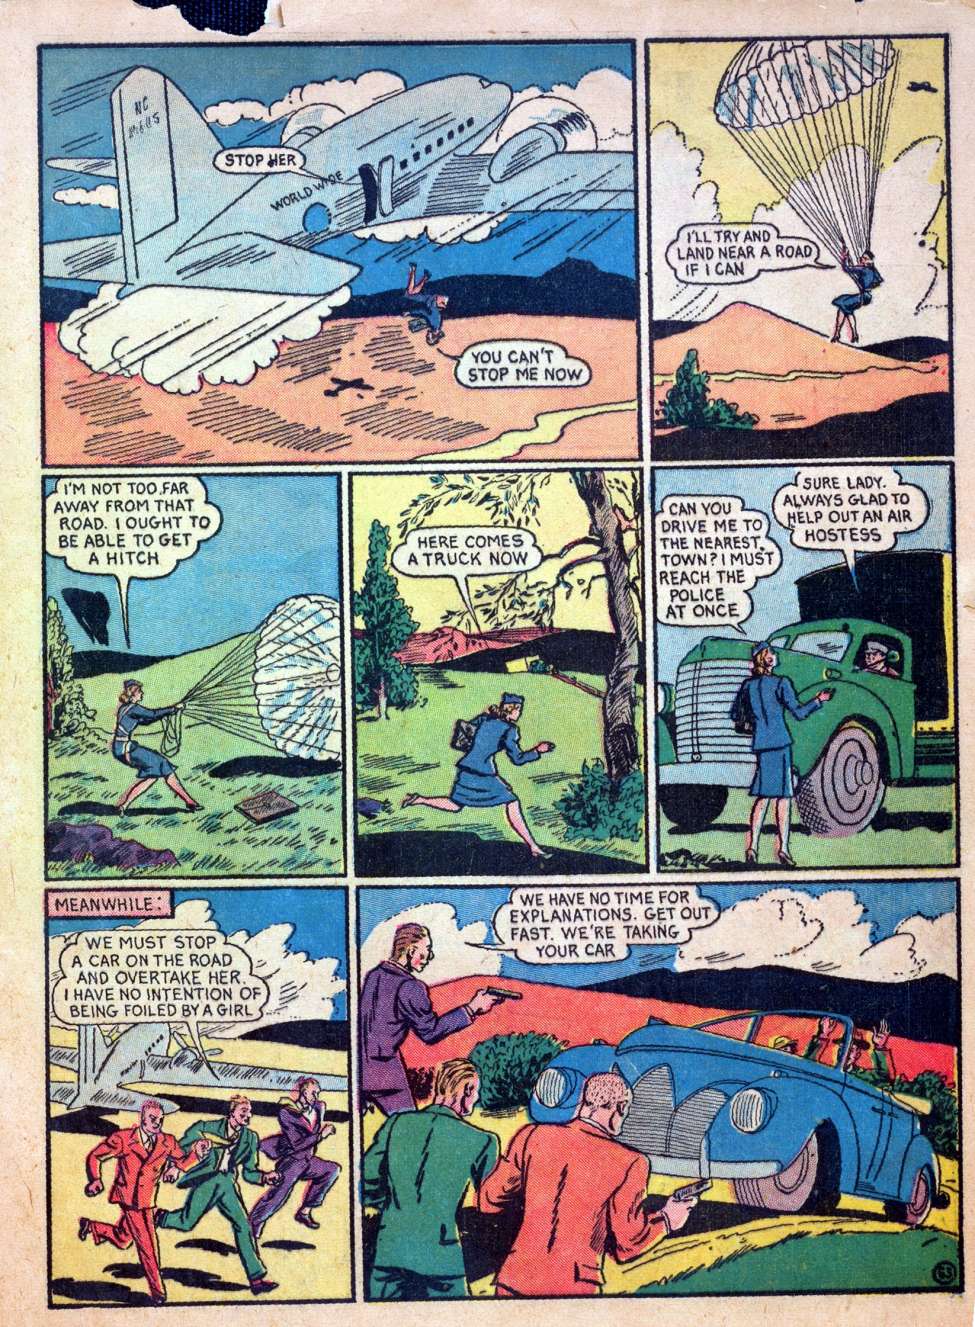 NC
STOP HER
WORLD WIDE
YOU CAN'T
STOP ME NOW
I'LL TRY AND
LAND NEAR A ROAD
IF I CAN
I'M NOT TOO FAR
AWAY FROM THAT
ROAD. I OUGHT TO
BE ABLE TO GET
A HITCH
HERE COMES
A TRUCK NOW
CAN YOU
DRIVE ME TO
THE NEAREST
TOWN? I MUST
REACH THE
POLICE
AT ONCE
SURE LADY.
ALWAYS GLAD TO
HELP OUT AN AIR
HOSTESS
MEANWHILE:
WE MUST STOP
A CAR ON THE ROAD
AND OVERTAKE HER.
I HAVE NO INTENTION OF
BEING FOILED BY A GIRL
WE HAVE NO TIME FOR
EXPLANATIONS. GET OUT
FAST. WE'RE TAKING
YOUR CAR